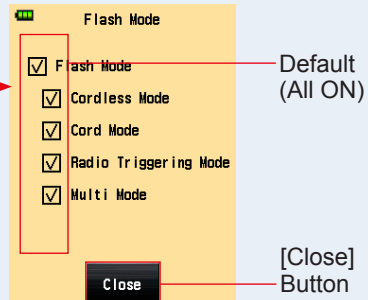 Flash Mode
Flash Mode
Default
(All ON)
Cordless Mode
Cord Mode
Radio Triggering Mode
Multi Mode
[Close]
Button
Close